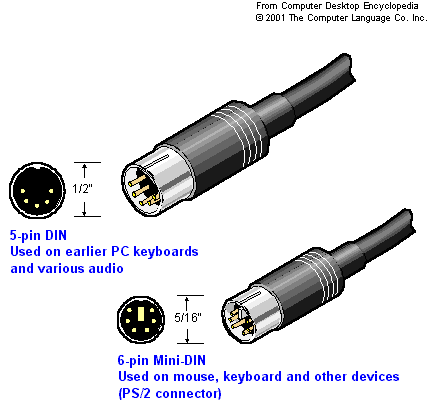 From Computer Desktop Encyclopedia
© 2001 The Computer Language Co. Inc.
1/2"
5-pin DIN
Used on earlier PC keyboards
and various audio
5/16"
6-pin Mini-DIN
Used on mouse, keyboard and other devices
(PS/2 connector)